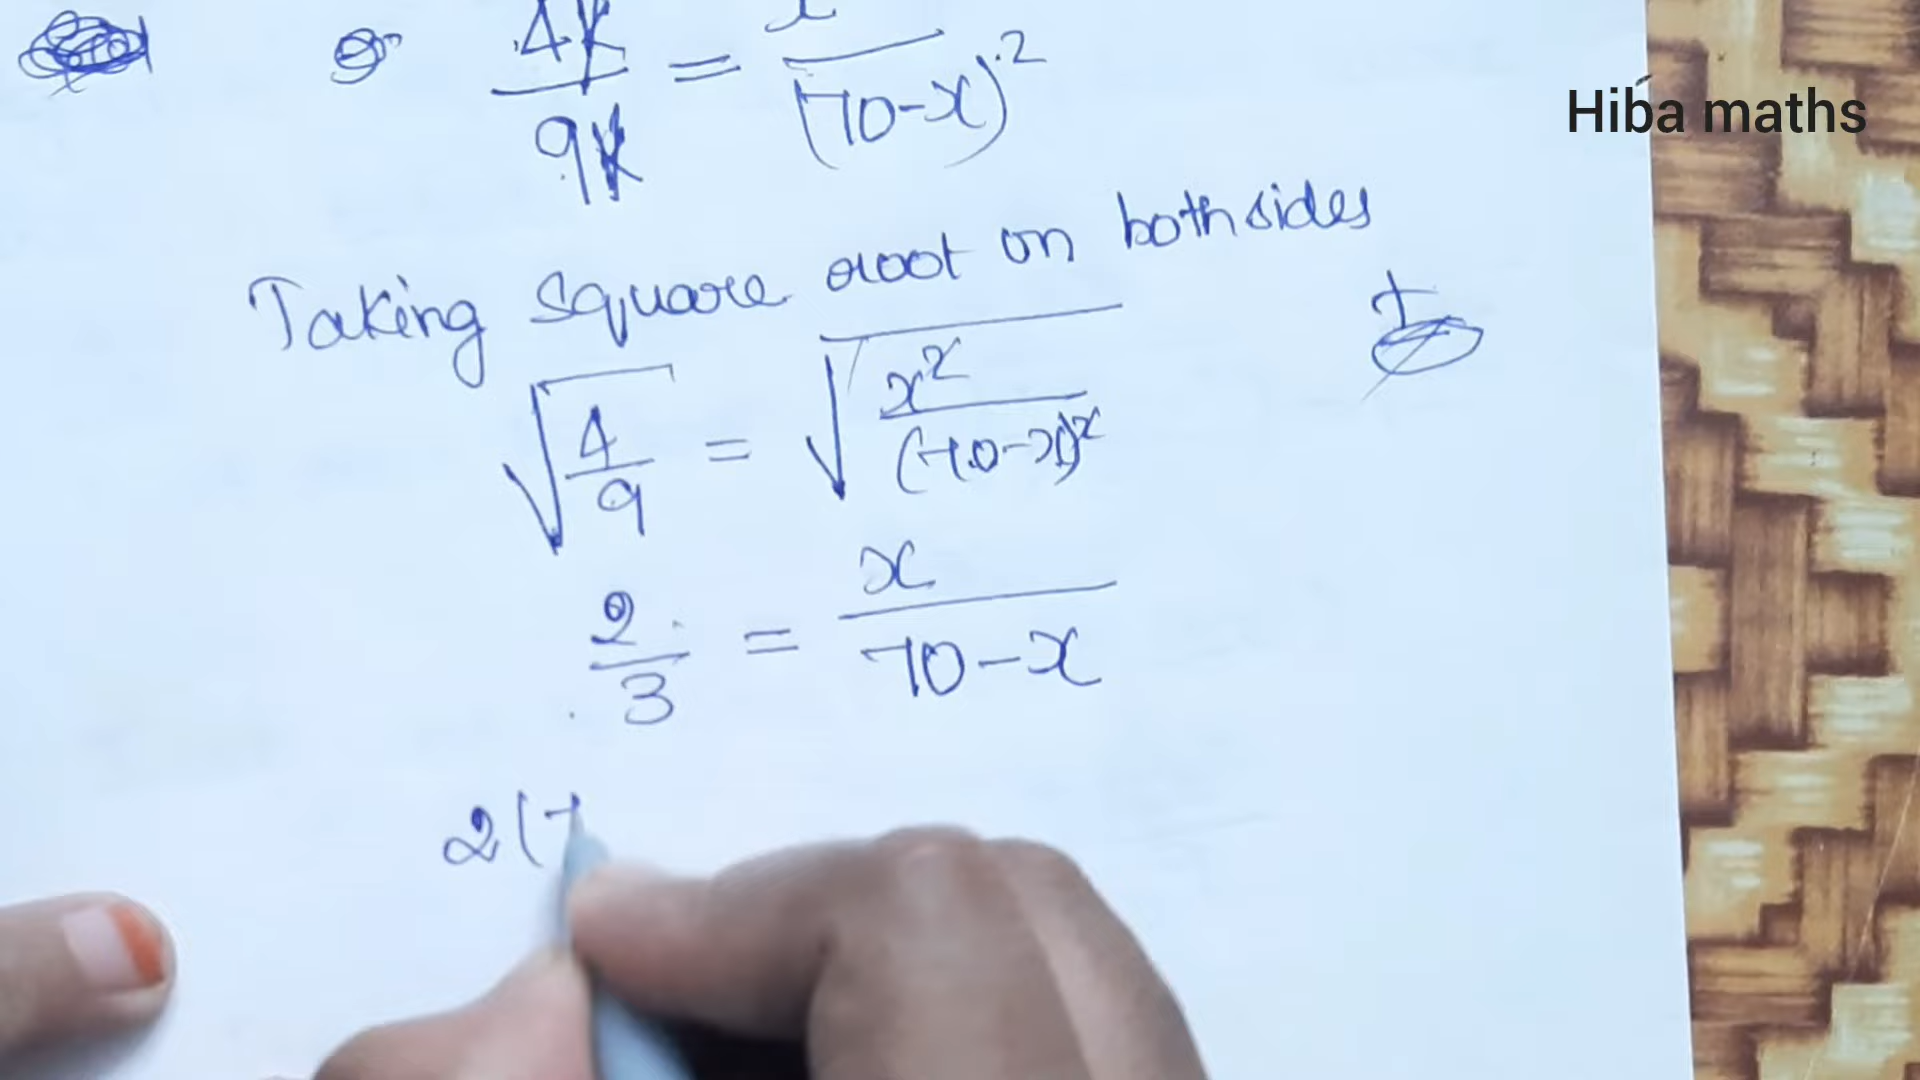 4k/9k = x/(70-x)²
Hiba maths
Taking square root on both sides
√(4/9) = √(x²/(70-x)²)
2/3 = x/(70-x)
2(7